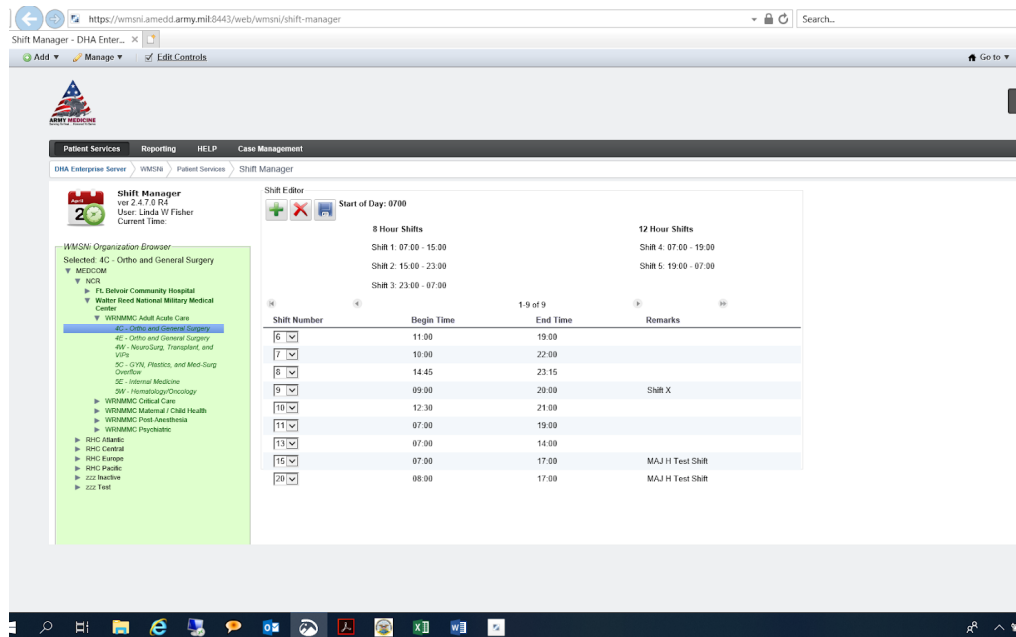 https://wmsni.amedd.army.mil:8443/web/wmsni/shift-manager
Search...
Shift Manager - DHA Enter...
Add
Manage
Edit Controls
Go to
ARMY MEDICINE
Patient Services Reporting HELP Case Management
DHA Enterprise Server WMSNi Patient Services Shift Manager
April
2
Shift Manager
ver 2.4.7.0 R4
User: Linda W Fisher
Current Time:
WMSNi Organization Browser
Selected: 4C - Ortho and General Surgery
MEDCOM
NCR
Ft. Belvoir Community Hospital
Walter Reed National Military Medical
Center
WRNMMC Adult Acute Care
4C - Ortho and General Surgery
4E - Ortho and General Surgery
4W - NeuroSurg, Transplant, and
VIPs
5C - GYN, Plastics, and Med-Surg
Overflow
5E - Internal Medicine
5W - Hematology/Oncology
WRNMMC Critical Care
WRNMMC Maternal / Child Health
WRNMMC Post-Anesthesia
WRNMMC Psychiatric
RHC Atlantic
RHC Central
RHC Europe
RHC Pacific
zzz Inactive
zzz Test
Shift Editor
Start of Day: 0700
8 Hour Shifts 12 Hour Shifts
Shift 1: 07:00 - 15:00 Shift 4: 07:00 - 19:00
Shift 2: 15:00 - 23:00 Shift 5: 19:00 - 07:00
Shift 3: 23:00 - 07:00
1-9 of 9
Shift Number Begin Time End Time Remarks
6 11:00 19:00
7 10:00 22:00
8 14:45 23:15
9 09:00 20:00 Shift X
10 12:30 21:00
11 07:00 19:00
13 07:00 14:00
15 07:00 17:00 MAJ H Test Shift
20 08:00 17:00 MAJ H Test Shift